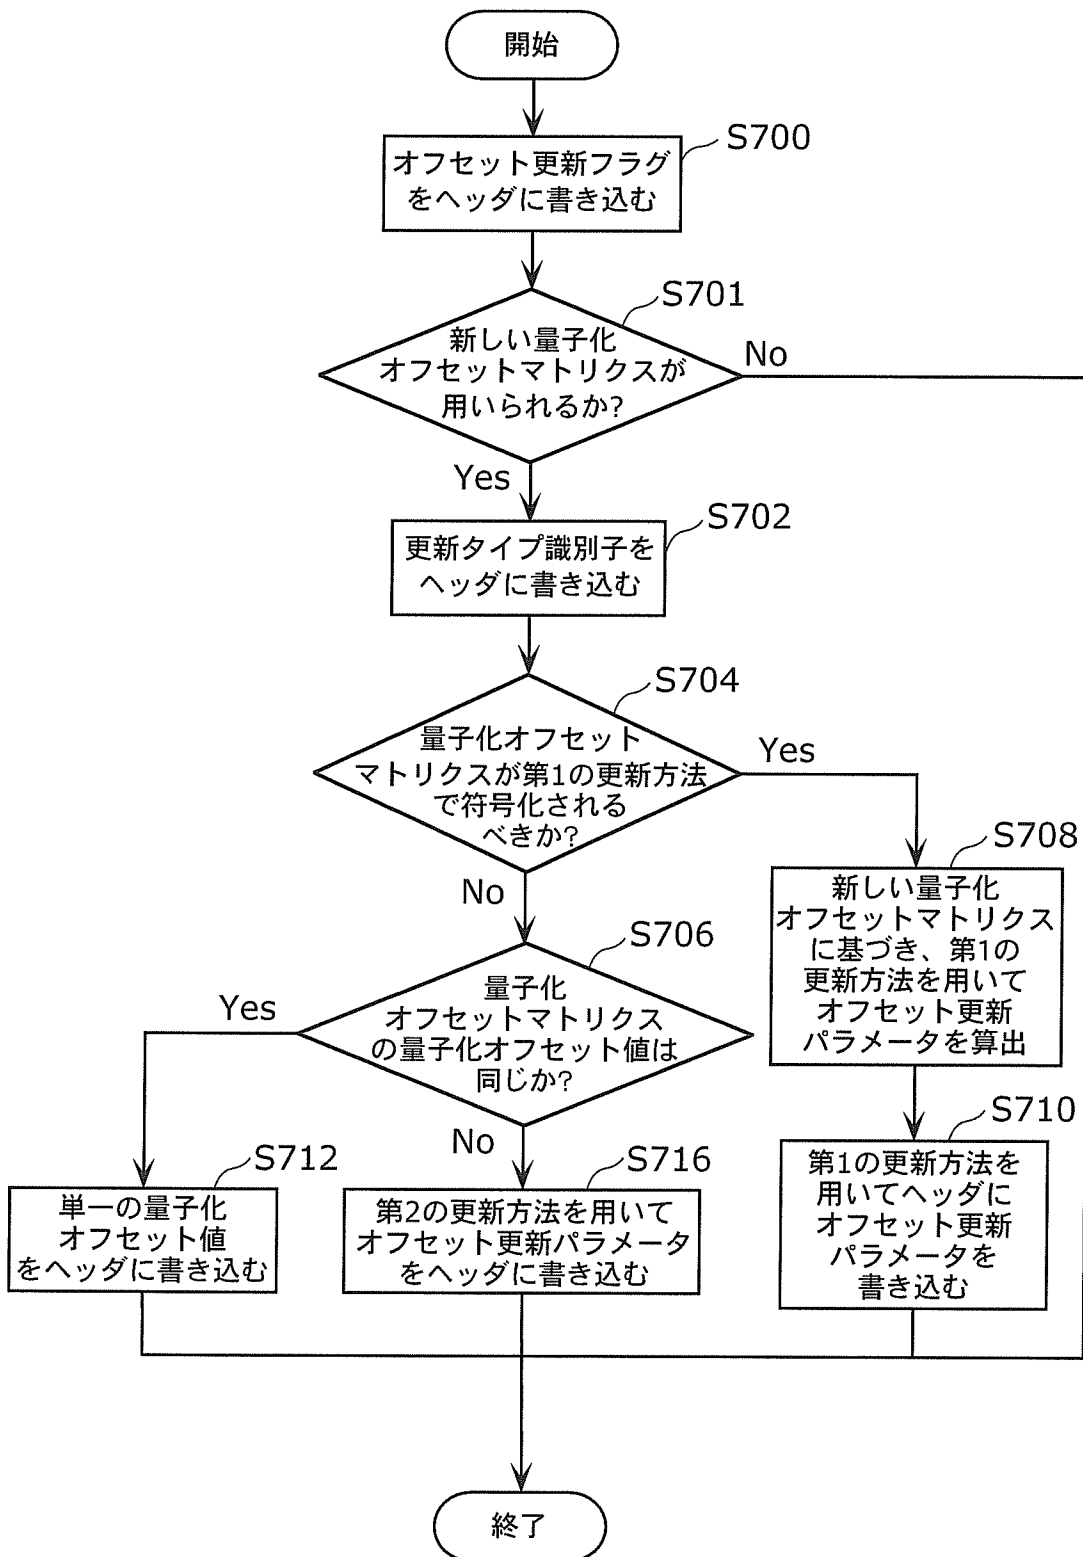 開始
S700
オフセット更新フラグ
をヘッダに書き込む
S701
新しい量子化
オフセットマトリクスが
用いられるか?
No
Yes
S702
更新タイプ識別子を
ヘッダに書き込む
S704
量子化オフセット
マトリクスが第1の更新方法
で符号化される
べきか?
Yes
No
S708
新しい量子化
オフセットマトリクス
に基づき、第1の
更新方法を用いて
オフセット更新
パラメータを算出
S706
量子化
オフセットマトリクス
の量子化オフセット値は
同じか?
Yes
No
S710
第1の更新方法を
用いてヘッダに
オフセット更新
パラメータを
書き込む
S712
単一の量子化
オフセット値
をヘッダに書き込む
S716
第2の更新方法を用いて
オフセット更新パラメータ
をヘッダに書き込む
終了